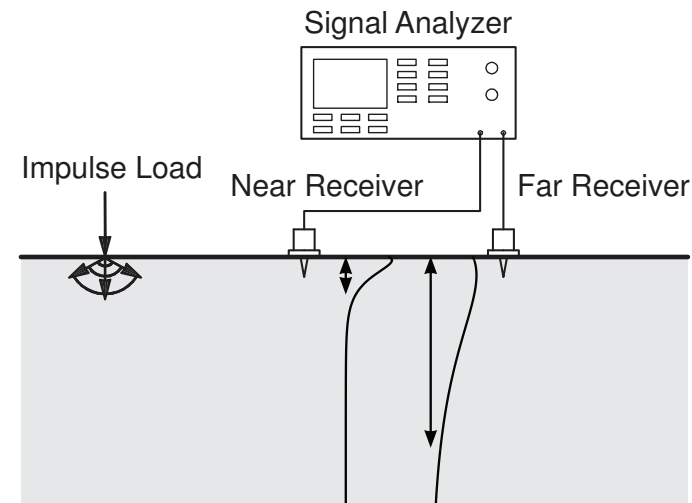 Signal Analyzer
Impulse Load
Near Receiver
Far Receiver